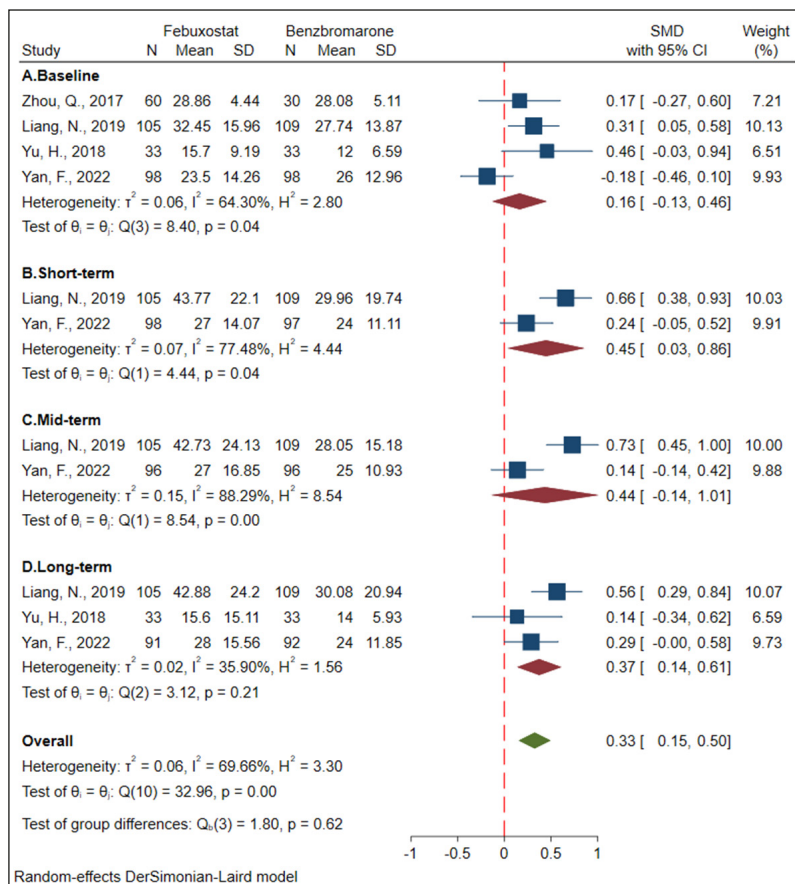 Febuxostat Benzbromarone SMD Weight
Study N Mean SD N Mean SD with 95% CI (%)
A.Baseline
Zhou, Q., 2017 60 28.86 4.44 30 28.08 5.11 0.17 [ -0.27, 0.60] 7.21
Liang, N., 2019 105 32.45 15.96 109 27.74 13.87 0.31 [ 0.05, 0.58] 10.13
Yu, H., 2018 33 15.7 9.19 33 12 6.59 0.46 [ -0.03, 0.94] 6.51
Yan, F., 2022 98 23.5 14.26 98 26 12.96 -0.18 [ -0.46, 0.10] 9.93
Heterogeneity: τ² = 0.06, I² = 64.30%, H² = 2.80 0.16 [ -0.13, 0.46]
Test of θᵢ = θⱼ: Q(3) = 8.40, p = 0.04
B.Short-term
Liang, N., 2019 105 43.77 22.1 109 29.96 19.74 0.66 [ 0.38, 0.93] 10.03
Yan, F., 2022 98 27 14.07 97 24 11.11 0.24 [ -0.05, 0.52] 9.91
Heterogeneity: τ² = 0.07, I² = 77.48%, H² = 4.44 0.45 [ 0.03, 0.86]
Test of θᵢ = θⱼ: Q(1) = 4.44, p = 0.04
C.Mid-term
Liang, N., 2019 105 42.73 24.13 109 28.05 15.18 0.73 [ 0.45, 1.00] 10.00
Yan, F., 2022 96 27 16.85 96 25 10.93 0.14 [ -0.14, 0.42] 9.88
Heterogeneity: τ² = 0.15, I² = 88.29%, H² = 8.54 0.44 [ -0.14, 1.01]
Test of θᵢ = θⱼ: Q(1) = 8.54, p = 0.00
D.Long-term
Liang, N., 2019 105 42.88 24.2 109 30.08 20.94 0.56 [ 0.29, 0.84] 10.07
Yu, H., 2018 33 15.6 15.11 33 14 5.93 0.14 [ -0.34, 0.62] 6.59
Yan, F., 2022 91 28 15.56 92 24 11.85 0.29 [ -0.00, 0.58] 9.73
Heterogeneity: τ² = 0.02, I² = 35.90%, H² = 1.56 0.37 [ 0.14, 0.61]
Test of θᵢ = θⱼ: Q(2) = 3.12, p = 0.21
Overall 0.33 [ 0.15, 0.50]
Heterogeneity: τ² = 0.06, I² = 69.66%, H² = 3.30
Test of θᵢ = θⱼ: Q(10) = 32.96, p = 0.00
Test of group differences: Q_b(3) = 1.80, p = 0.62
-1 -0.5 0 0.5 1
Random-effects DerSimonian-Laird model